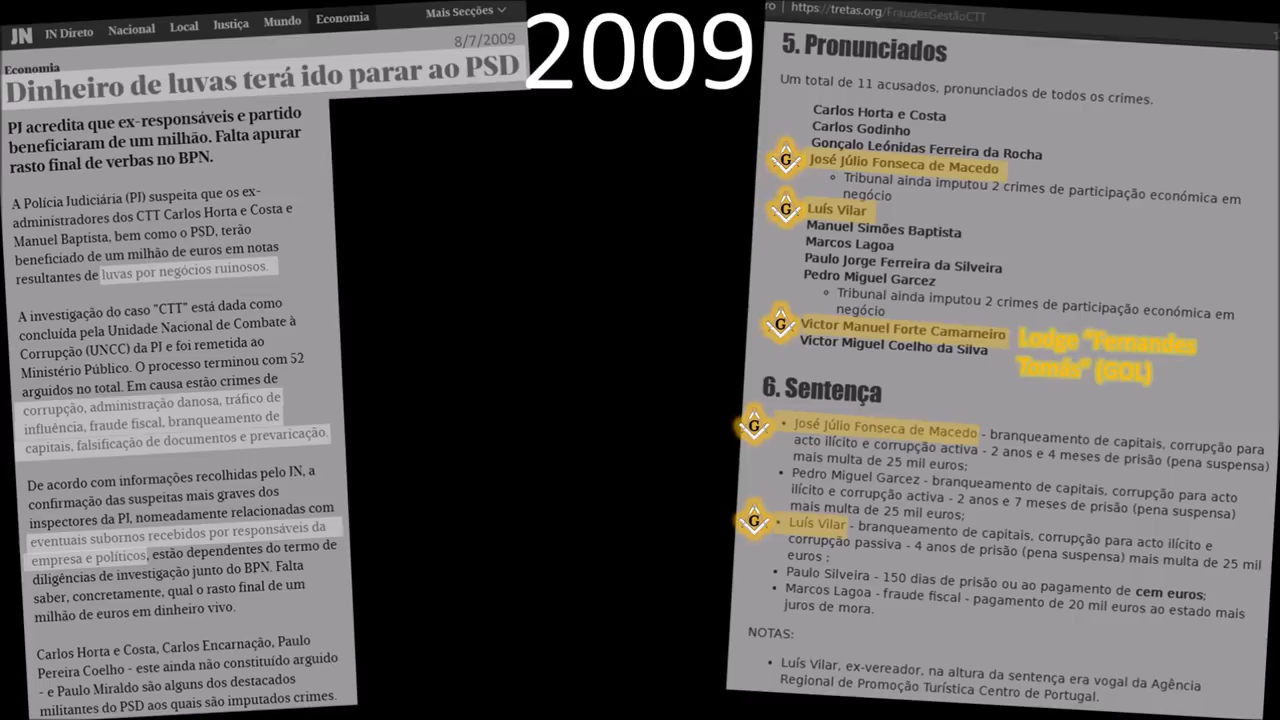 JN IN Direto Nacional Local Justiça Mundo Economia Mais Secções
8/7/2009
Economia
Dinheiro de luvas terá ido parar ao PSD
PJ acredita que ex-responsáveis e partido
beneficiaram de um milhão. Falta apurar
rasto final de verbas no BPN.
A Polícia Judiciária (PJ) suspeita que os ex-
administradores dos CTT Carlos Horta e Costa e
Manuel Baptista, bem como o PSD, terão
beneficiado de um milhão de euros em notas
resultantes de luvas por negócios ruinosos.
A investigação do caso "CTT" está dada como
concluída pela Unidade Nacional de Combate à
Corrupção (UNCC) da PJ e foi remetida ao
Ministério Público. O processo terminou com 52
arguidos no total. Em causa estão crimes de
corrupção, administração danosa, tráfico de
influência, fraude fiscal, branqueamento de
capitais, falsificação de documentos e prevaricação.
De acordo com informações recolhidas pelo JN, a
confirmação das suspeitas mais graves dos
inspectores da PJ, nomeadamente relacionadas com
eventuais subornos recebidos por responsáveis da
empresa e políticos, estão dependentes do termo de
diligências de investigação junto do BPN. Falta
saber, concretamente, qual o rasto final de um
milhão de euros em dinheiro vivo.
Carlos Horta e Costa, Carlos Encarnação, Paulo
Pereira Coelho - este ainda não constituído arguido
- e Paulo Miraldo são alguns dos destacados
militantes do PSD aos quais são imputados crimes.
2009
ro | https://tretas.org/FraudesGestãoCTT
5. Pronunciados
Um total de 11 acusados, pronunciados de todos os crimes.
Carlos Horta e Costa
Carlos Godinho
Gonçalo Leónidas Ferreira da Rocha
G José Júlio Fonseca de Macedo
Tribunal ainda imputou 2 crimes de participação económica em
negócio
G Luís Vilar
Manuel Simões Baptista
Marcos Lagoa
Paulo Jorge Ferreira da Silveira
Pedro Miguel Garcez
Tribunal ainda imputou 2 crimes de participação económica em
negócio
G Victor Manuel Forte Camarneiro
Victor Miguel Coelho da Silva
Lodge "Fernandes
Tomás" (GOL)
6. Sentença
G • José Júlio Fonseca de Macedo - branqueamento de capitais, corrupção para
acto ilícito e corrupção activa - 2 anos e 4 meses de prisão (pena suspensa)
mais multa de 25 mil euros;
• Pedro Miguel Garcez - branqueamento de capitais, corrupção para acto
ilícito e corrupção activa - 2 anos e 7 meses de prisão (pena suspensa)
mais multa de 25 mil euros;
G • Luís Vilar - branqueamento de capitais, corrupção para acto ilícito e
corrupção passiva - 4 anos de prisão (pena suspensa) mais multa de 25 mil
euros ;
• Paulo Silveira - 150 dias de prisão ou ao pagamento de cem euros;
• Marcos Lagoa - fraude fiscal - pagamento de 20 mil euros ao estado mais
juros de mora.
NOTAS:
• Luís Vilar, ex-vereador, na altura da sentença era vogal da Agência
Regional de Promoção Turística Centro de Portugal.